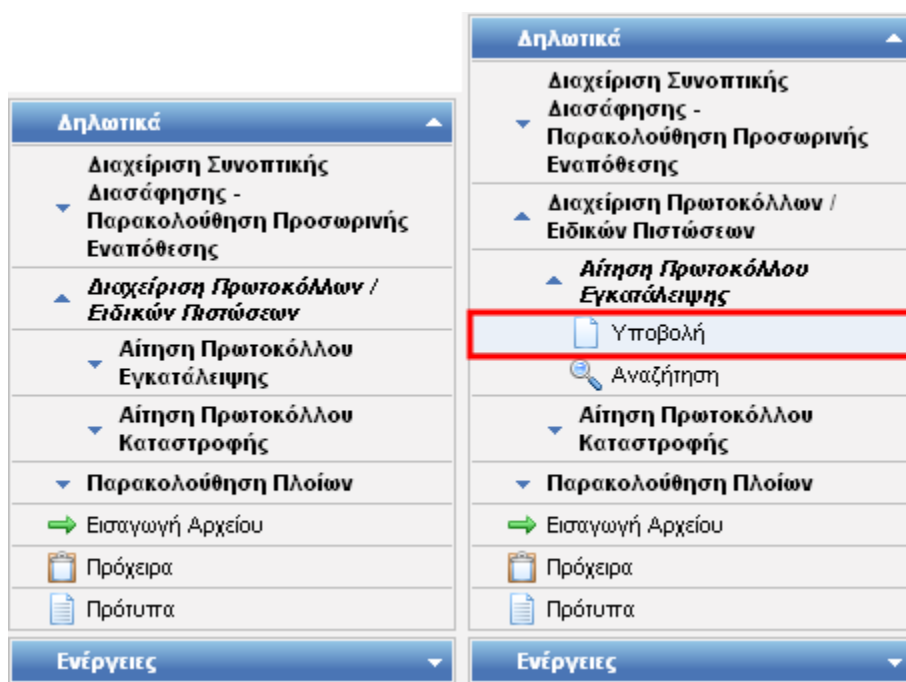 Δηλωτικά
Διαχείριση Συνοπτικής
Διασάφησης -
Παρακολούθηση Προσωρινής
Εναπόθεσης
Διαχείριση Πρωτοκόλλων /
Ειδικών Πιστώσεων
Αίτηση Πρωτοκόλλου
Εγκατάλειψης
Αίτηση Πρωτοκόλλου
Καταστροφής
Παρακολούθηση Πλοίων
Εισαγωγή Αρχείου
Πρόχειρα
Πρότυπα
Ενέργειες
Δηλωτικά
Διαχείριση Συνοπτικής
Διασάφησης -
Παρακολούθηση Προσωρινής
Εναπόθεσης
Διαχείριση Πρωτοκόλλων /
Ειδικών Πιστώσεων
Αίτηση Πρωτοκόλλου
Εγκατάλειψης
Υποβολή
Αναζήτηση
Αίτηση Πρωτοκόλλου
Καταστροφής
Παρακολούθηση Πλοίων
Εισαγωγή Αρχείου
Πρόχειρα
Πρότυπα
Ενέργειες